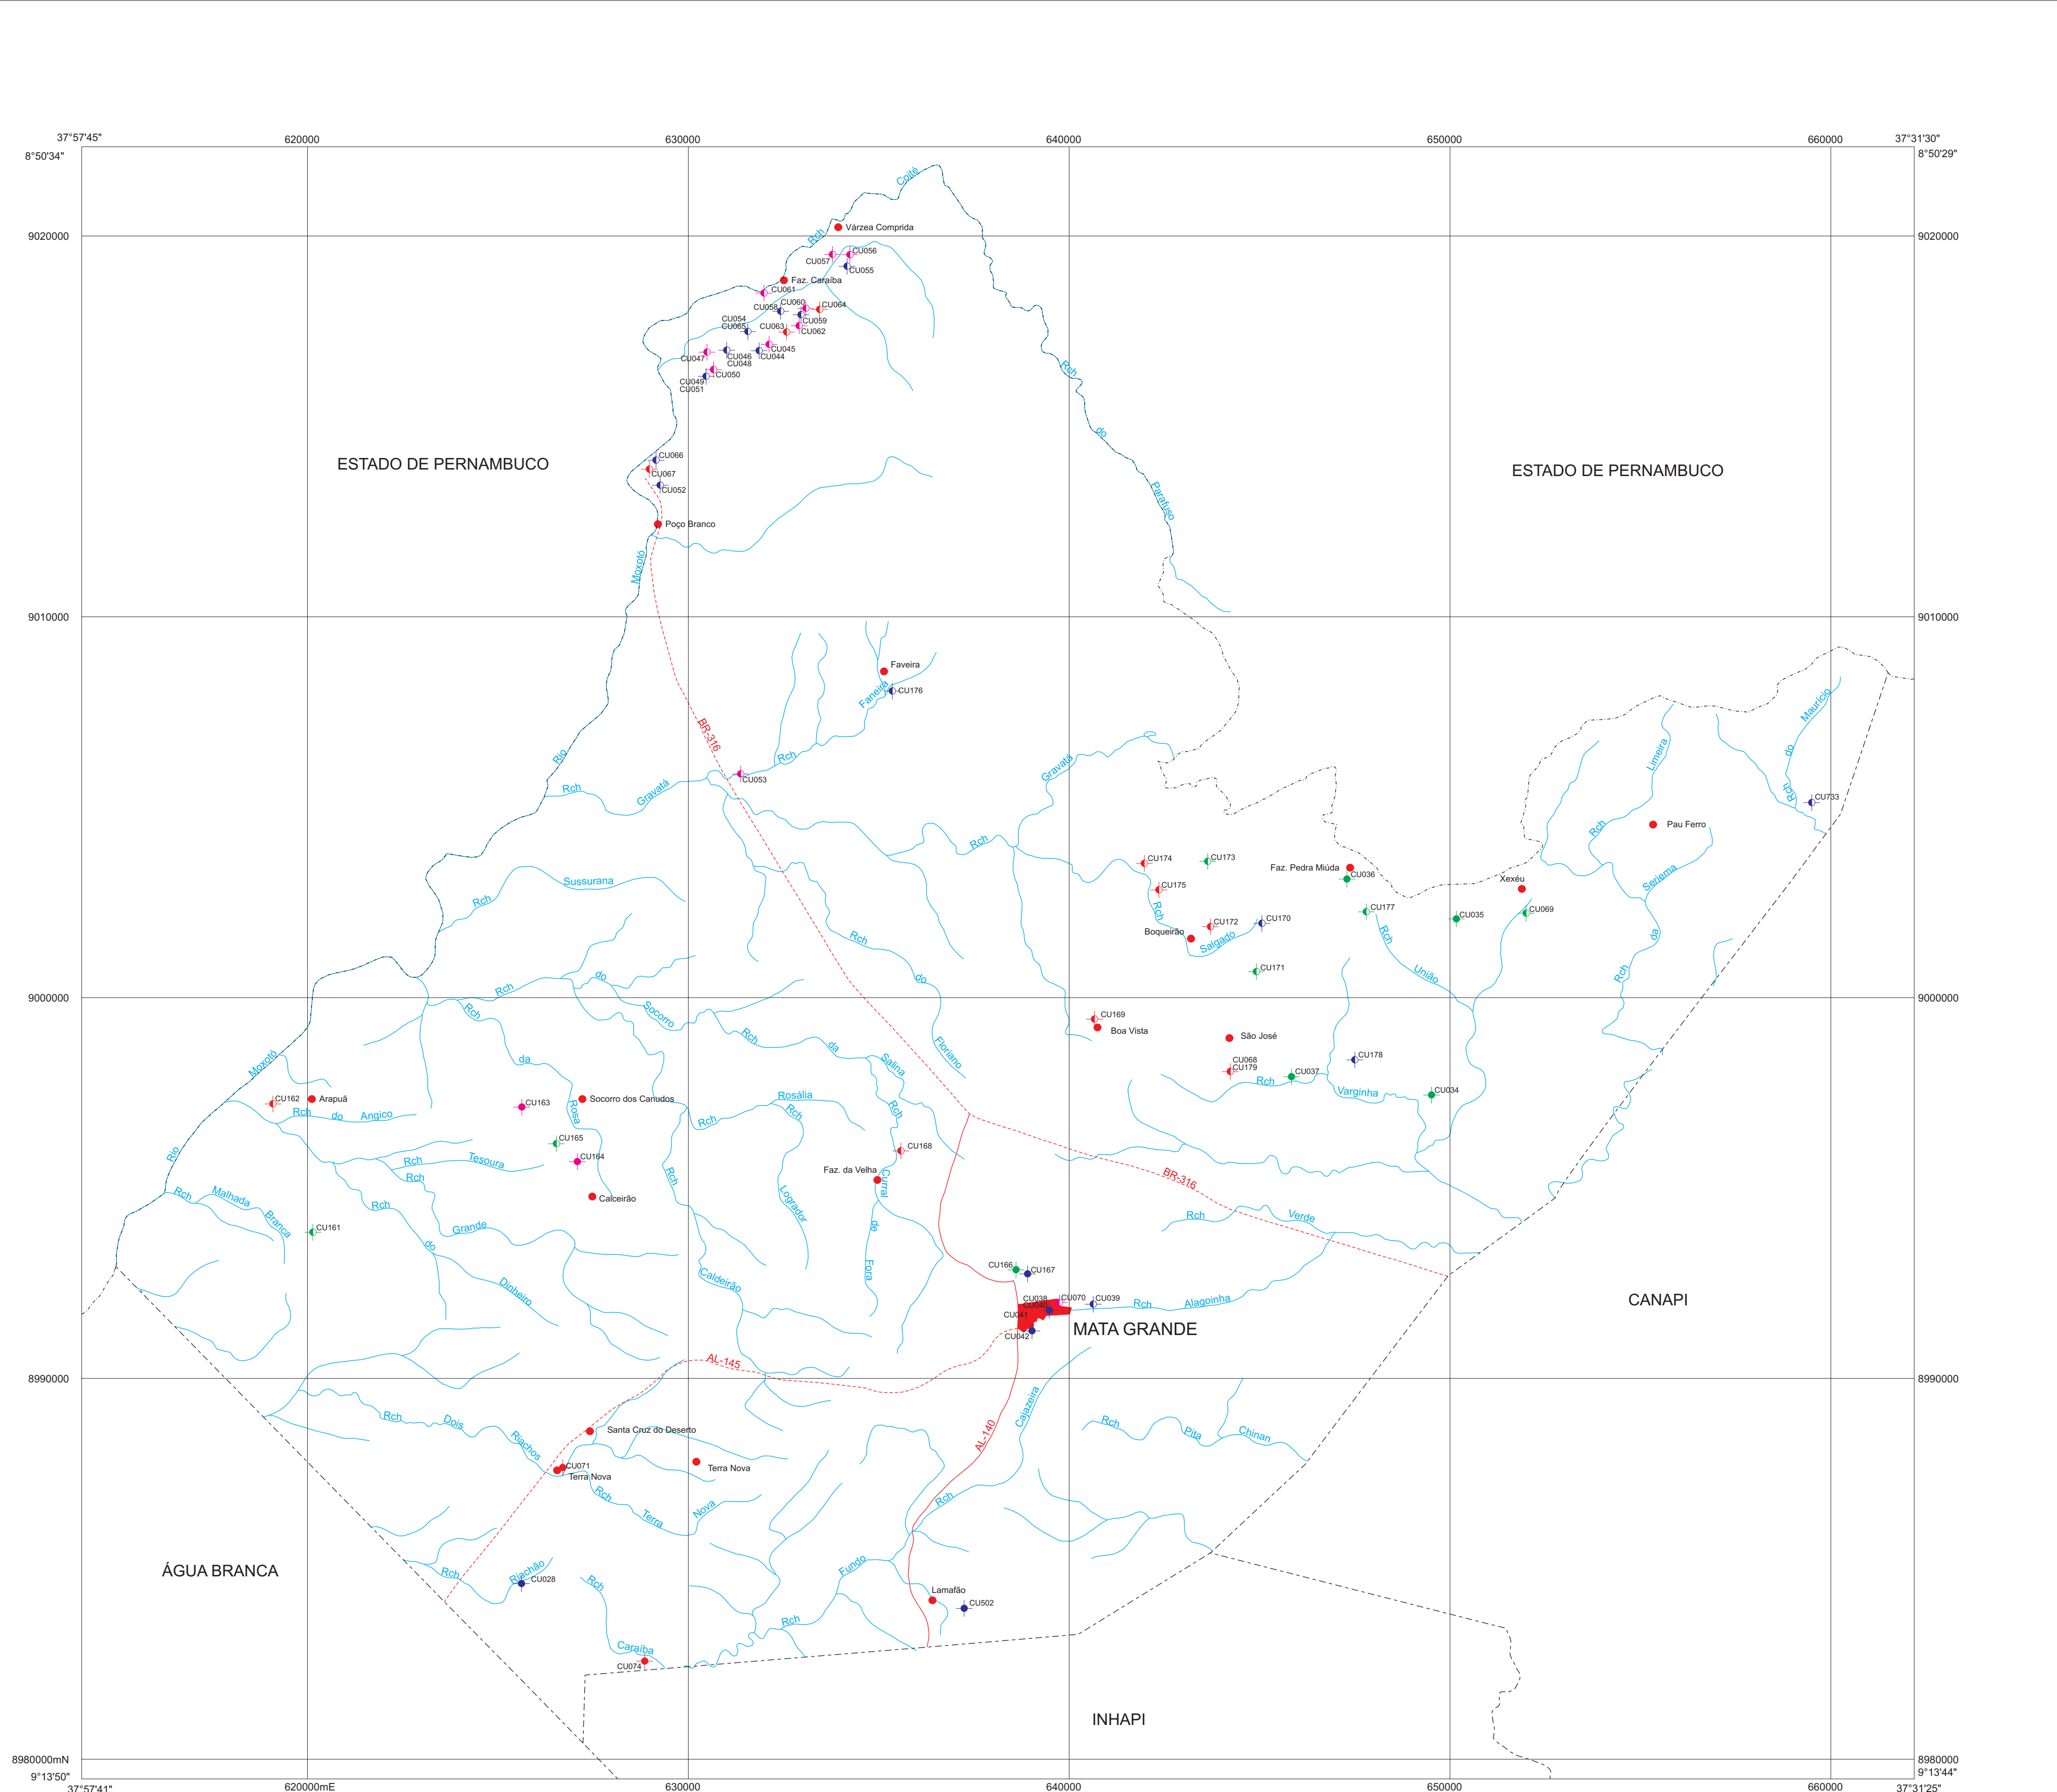 37°57'45"
620000
630000
640000
650000
660000
37°31'30"
8°50'34"
8°50'29"
Coité
Rch
Várzea Comprida
9020000
9020000
CU056
CU057
CU055
Faz. Caraíba
CU061
CU060
CU064
CU058
CU059
CU054
CU065
CU063
CU062
CU045
CU046
CU044
CU047
CU048
CU050
CU049
CU051
Rch
do
Parafuso
CU066
ESTADO DE PERNAMBUCO
ESTADO DE PERNAMBUCO
CU067
CU052
Poço Branco
Moxotó
9010000
9010000
Faveira
CU176
Faneira
Maurício
do
Rch
BR-316
Rio
Rch
CU053
Gravatá
Limeira
Rch
Gravatá
CU733
Pau Ferro
Rch
Rch
CU174
CU173
Faz. Pedra Miúda
CU036
CU175
Xexéu
Seriema
Sussurana
Rch
Rch
CU177
CU035
CU069
CU172
CU170
Boqueirão
Salgado
Rch
da
Rch
Rch
do
CU171
União
do
Rch
Socorro
9000000
9000000
Rch
CU169
Boa Vista
Rch
da
São José
Floriano
Salina
Moxotó
da
CU068
CU179
CU178
CU037
Rch
Varginha
CU034
CU162
Arapuã
Rch
do
Angico
CU163
Socorro dos Canudos
Rosa
Rosália
Rch
Rch
Rch
CU165
CU168
Rio
Rch
Tesoura
CU164
Faz. da Velha
Curral
Rch
Rch
BR-316
Rch
Malhada
Branca
Calceirão
Logrador
Rch
de
Rch
Verde
CU161
Grande
do
Fora
CU166
CU167
Caldeirão
Dinheiro
CU038
CU070
CU039
CU040
CU041
Rch
Alagoinha
CANAPI
MATA GRANDE
CU042
AL-145
8990000
8990000
Rch
Dois
Riachos
Cajazeira
Rch
Pita
Chinan
Santa Cruz do Deserto
AL-140
CU071
Terra Nova
Terra Nova
Rch
Terra
Nova
Rch
ÁGUA BRANCA
Rch
Riachão
CU028
Rch
Fundo
Lamafão
CU502
Rch
Caraíba
CU074
INHAPI
8980000mN
8980000
9°13'50"
9°13'44"
37°57'41"
620000mE
630000
640000
650000
660000
37°31'25"